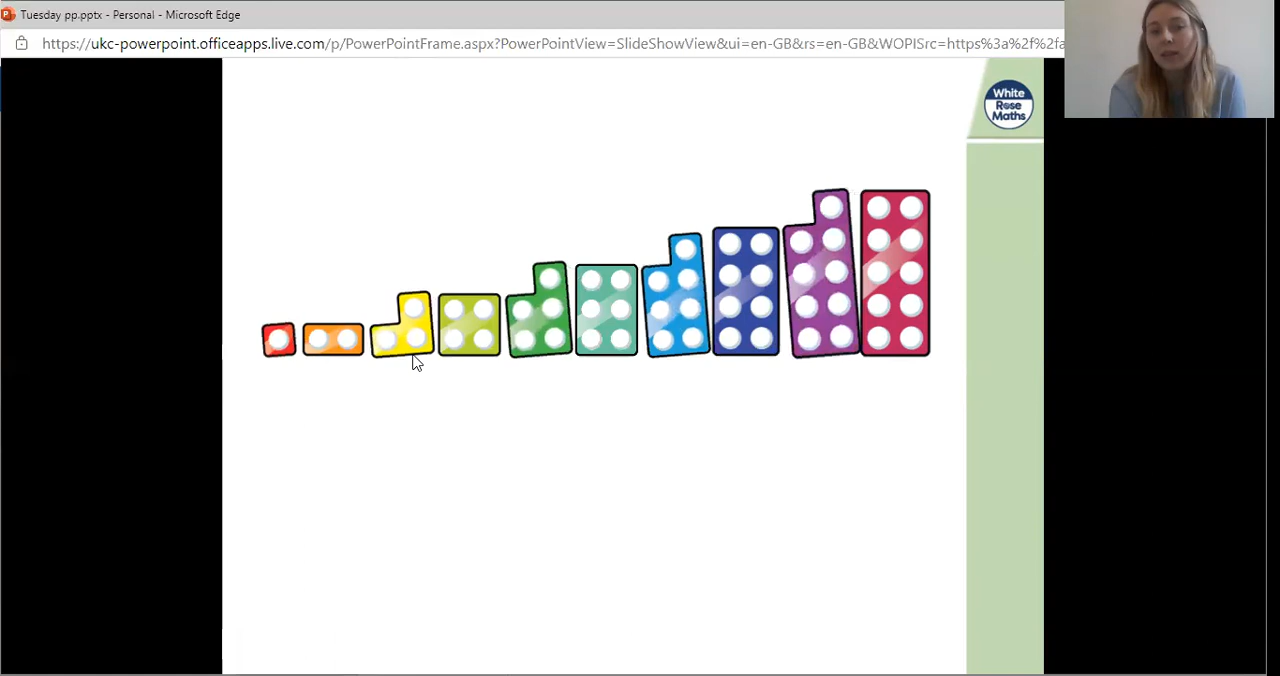 Tuesday pp.pptx - Personal - Microsoft Edge
https://ukc-powerpoint.officeapps.live.com/p/PowerPointFrame.aspx?PowerPointView=SlideShowView&ui=en-GB&rs=en-GB&WOPISrc=https%3a%2f%2fa
White
Rose
Maths